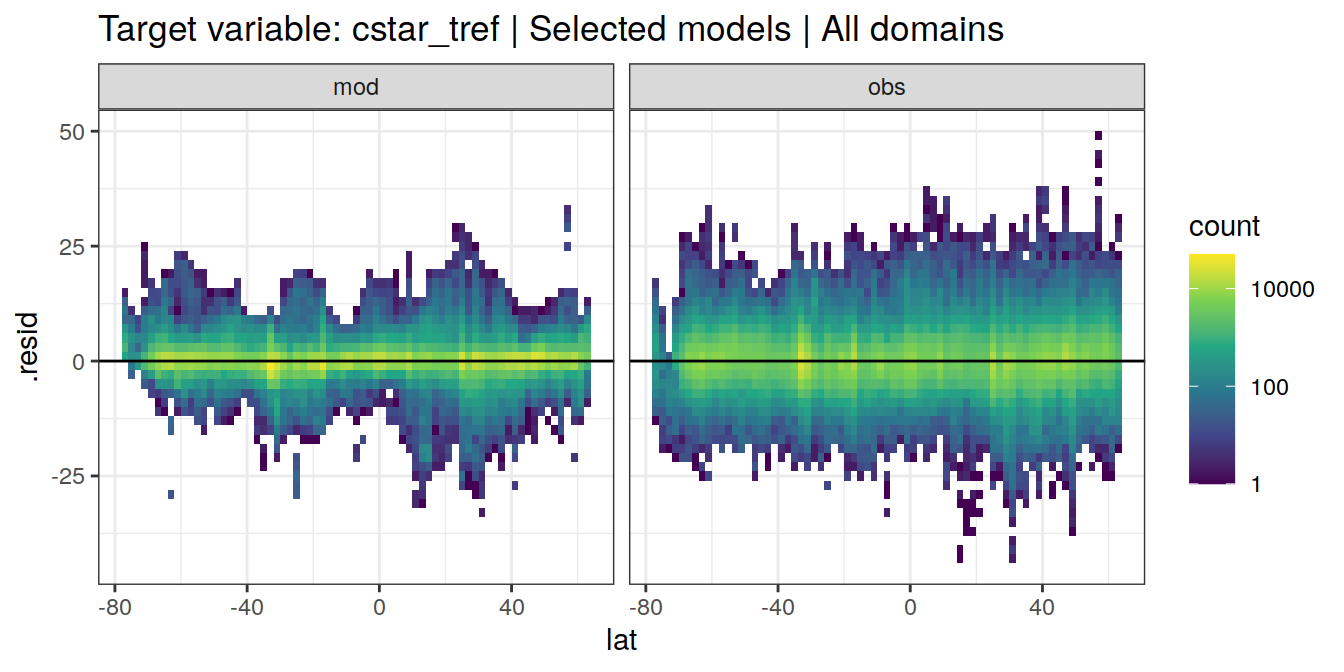 Target variable: cstar_tref | Selected models | All domains
mod
obs
.resid
50
25
0
-25
-80
-40
0
40
-80
-40
0
40
lat
count
10000
100
1